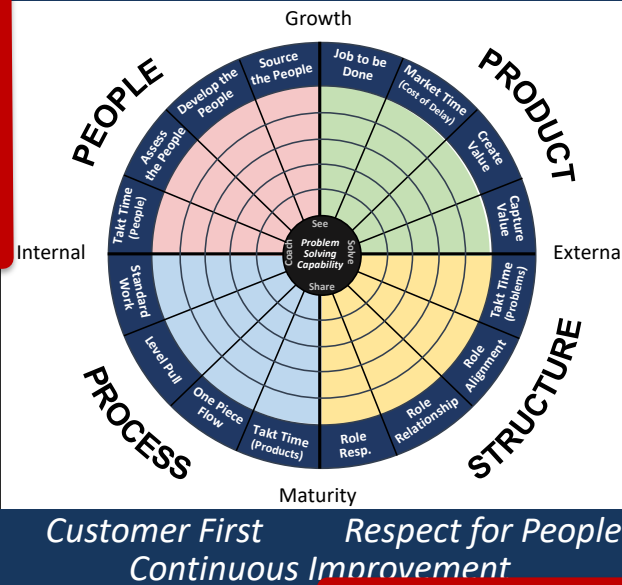 Growth
PEOPLE
PRODUCT
Source
the People
Develop the
People
Assess
the People
Takt Time
(People)
Job to be
Done
Market Time
(Cost of Delay)
Create
Value
Capture
Value
Internal
External
See
Coach
Problem
Solving
Capability
Solve
Share
Standard
Work
Level Pull
One Piece
Flow
Takt Time
(Products)
Takt Time
(Problems)
Role
Alignment
Role
Relationship
Role
Resp.
PROCESS
STRUCTURE
Maturity
Customer First Respect for People
Continuous Improvement